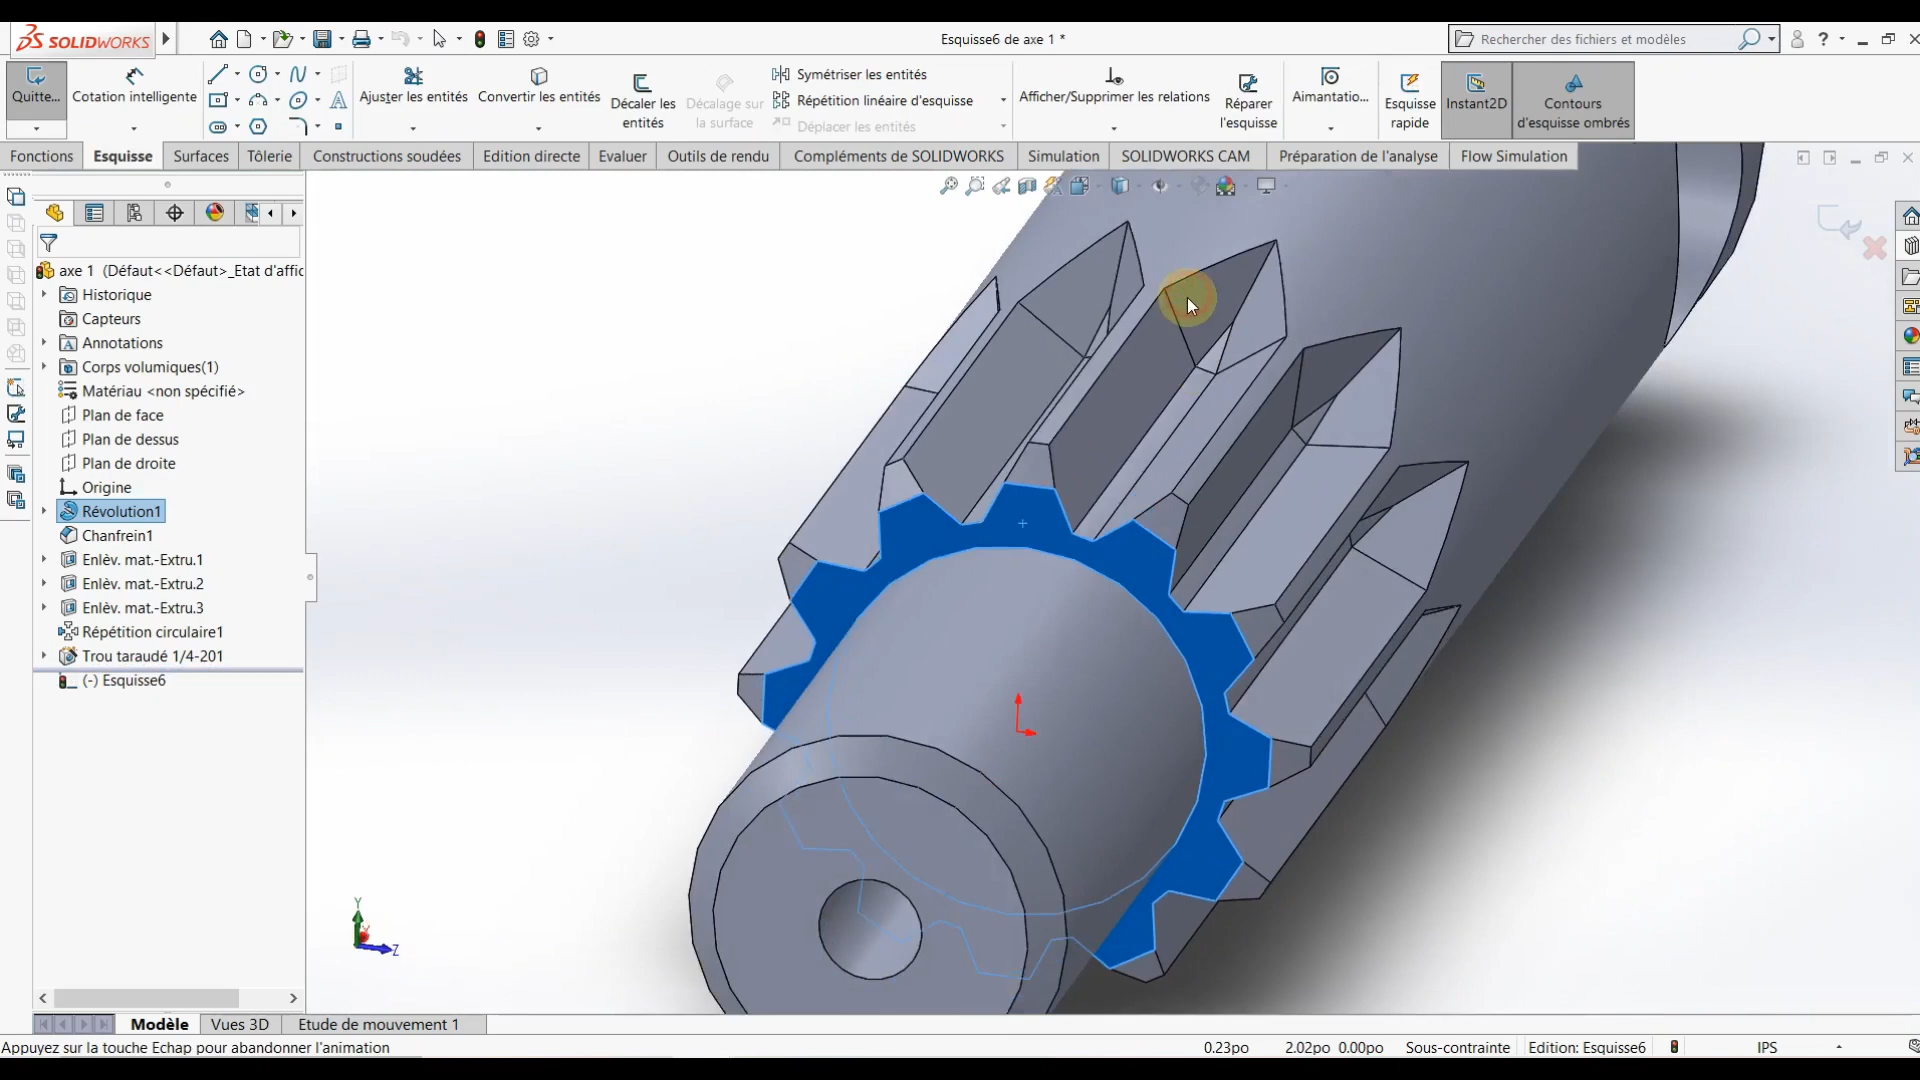 SOLIDWORKS
Esquisse6 de axe 1 *
Rechercher des fichiers et modèles
?
Quitte...
Cotation intelligente
Ajuster les entités
Convertir les entités
Décaler les
entités
Décalage sur
la surface
Symétriser les entités
Répétition linéaire d'esquisse
Déplacer les entités
Afficher/Supprimer les relations
Réparer
l'esquisse
Aimantatio...
Esquisse
rapide
Instant2D
Contours
d'esquisse ombrés
Fonctions
Esquisse
Surfaces
Tôlerie
Constructions soudées
Edition directe
Evaluer
Outils de rendu
Compléments de SOLIDWORKS
Simulation
SOLIDWORKS CAM
Préparation de l'analyse
Flow Simulation
axe 1 (Défaut<<Défaut>_Etat d'affic
Historique
Capteurs
Annotations
Corps volumiques(1)
Matériau <non spécifié>
Plan de face
Plan de dessus
Plan de droite
Origine
Révolution1
Chanfrein1
Enlèv. mat.-Extru.1
Enlèv. mat.-Extru.2
Enlèv. mat.-Extru.3
Répétition circulaire1
Trou taraudé 1/4-201
(-) Esquisse6
Y
Z
Modèle
Vues 3D
Etude de mouvement 1
Appuyez sur la touche Echap pour abandonner l'animation
0.23po
2.02po
0.00po
Sous-contrainte
Edition: Esquisse6
IPS